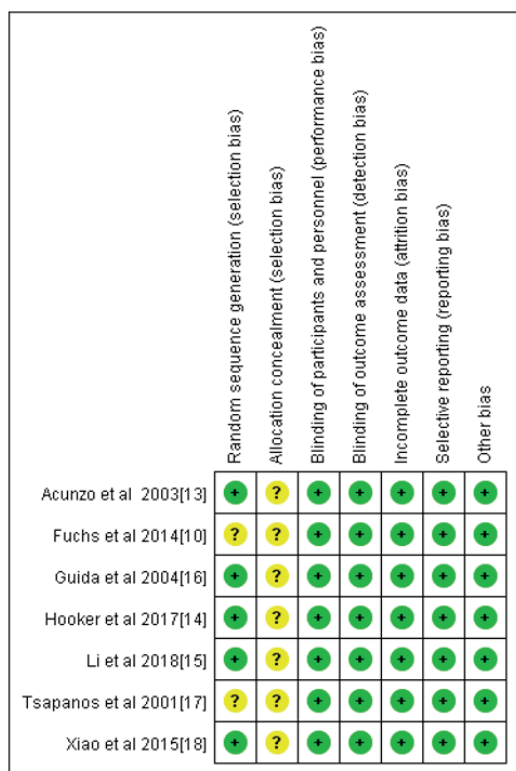 Random sequence generation (selection bias)
Allocation concealment (selection bias)
Blinding of participants and personnel (performance bias)
Blinding of outcome assessment (detection bias)
Incomplete outcome data (attrition bias)
Selective reporting (reporting bias)
Other bias
Acunzo et al 2003[13] + ? + + + + +
Fuchs et al 2014[10] ? ? + + + + +
Guida et al 2004[16] + ? + + + + +
Hooker et al 2017[14] + ? + + + + +
Li et al 2018[15] + ? + + + + +
Tsapanos et al 2001[17] ? ? + + + + +
Xiao et al 2015[18] + ? + + + + +